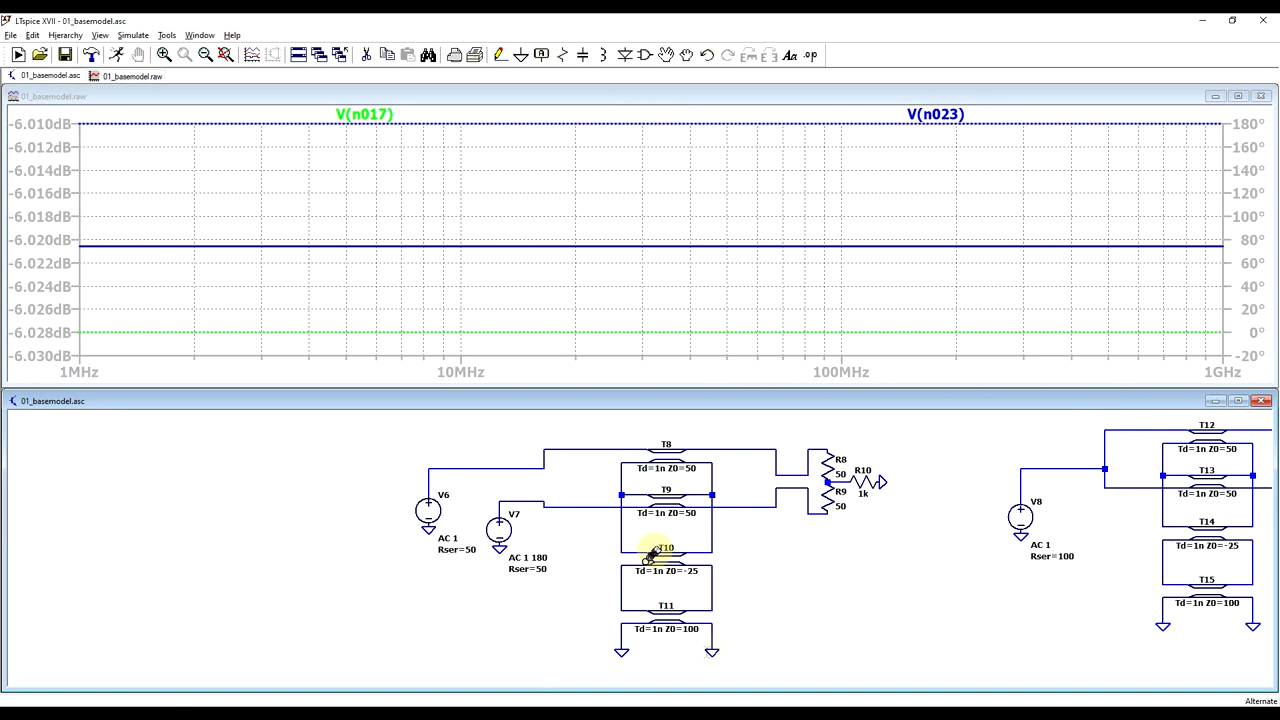 LTspice XVII - 01_basemodel.asc
File Edit Hierarchy View Simulate Tools Window Help
01_basemodel.asc 01_basemodel.raw
01_basemodel.raw
V(n017) V(n023)
-6.010dB 180°
-6.012dB 160°
-6.014dB 140°
-6.016dB 120°
-6.018dB 100°
-6.020dB 80°
-6.022dB 60°
-6.024dB 40°
-6.026dB 20°
-6.028dB 0°
-6.030dB -20°
1MHz 10MHz 100MHz 1GHz
01_basemodel.asc
T8
Td=1n Z0=50
T9
Td=1n Z0=50
T10
Td=1n Z0=-25
T11
Td=1n Z0=100
V6
AC 1
Rser=50
V7
AC 1 180
Rser=50
R8
50
R9
50
R10
1k
V8
AC 1
Rser=100
T12
Td=1n Z0=50
T13
Td=1n Z0=50
T14
Td=1n Z0=-25
T15
Td=1n Z0=100
Alternate